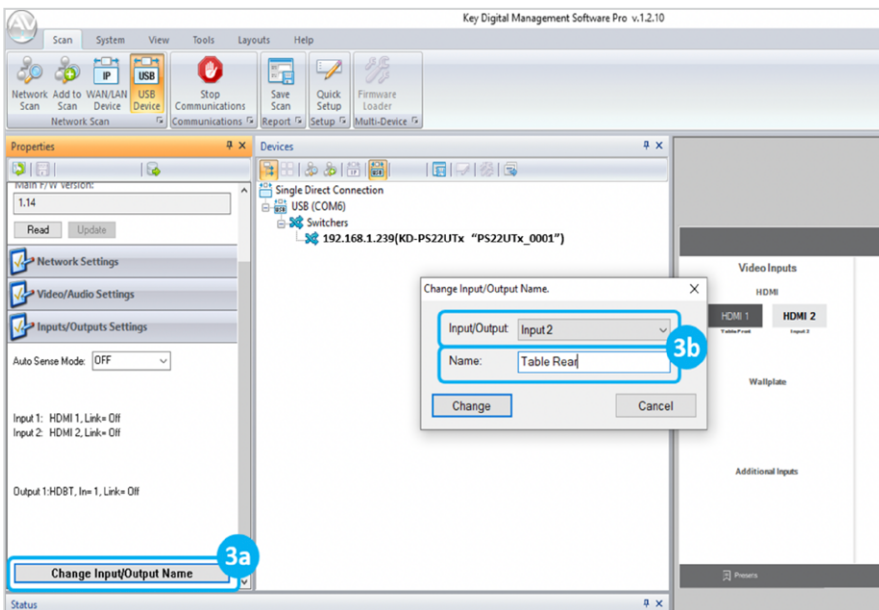 Key Digital Management Software Pro v.1.2.10
AV
Scan System View Tools Layouts Help
Network Scan
Add to Scan
IP
WAN/LAN Device
USB
USB Device
Stop Communications
Save Scan
Quick Setup
Firmware Loader
Network Scan Communications Report Setup Multi-Device
Properties
Main F/W Version:
1.14
Read Update
Network Settings
Video/Audio Settings
Inputs/Outputs Settings
Auto Sense Mode: OFF
Input 1: HDMI 1, Link= Off
Input 2: HDMI 2, Link= Off
Output 1:HDBT, In= 1, Link= Off
3a
Change Input/Output Name
Devices
Single Direct Connection
USB (COM6)
Switchers
192.168.1.239(KD-PS22UTx "PS22UTx_0001")
Change Input/Output Name.
Input/Output Input2
3b
Name: Table Rear
Change Cancel
Video Inputs
HDMI
HDMI 1 HDMI 2
Table Front Input 2
Wallplate
Additional Inputs
Presets
Status